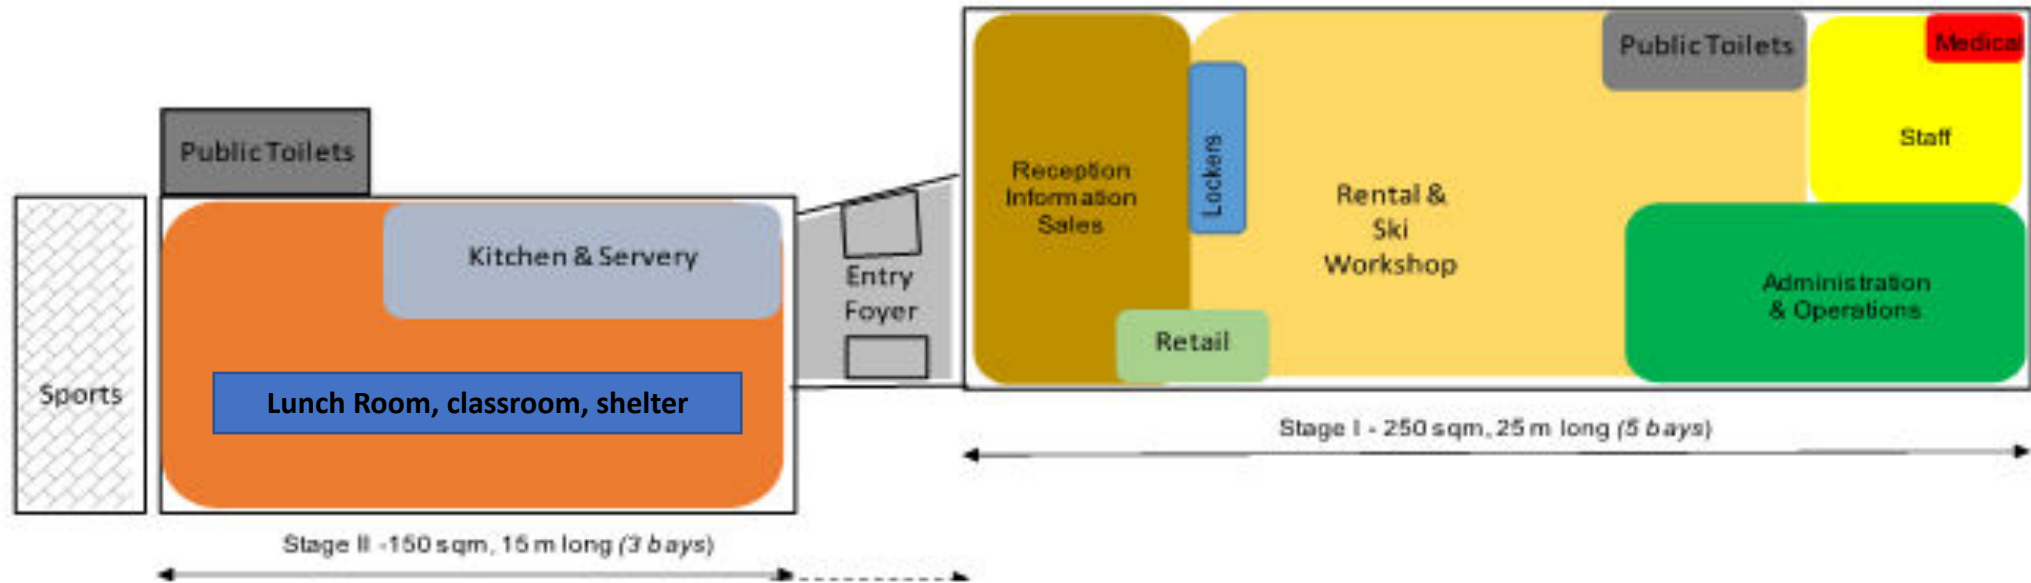 Public Toilets
Kitchen & Servery
Sports
Lunch Room, classroom, shelter
Stage II -150 sqm, 15 m long (3 bays)
Entry
Foyer
Reception
Information
Sales
Lockers
Retail
Rental &
Ski
Workshop
Public Toilets
Medical
Staff
Administration
& Operations
Stage I - 250 sqm, 25 m long (5 bays)